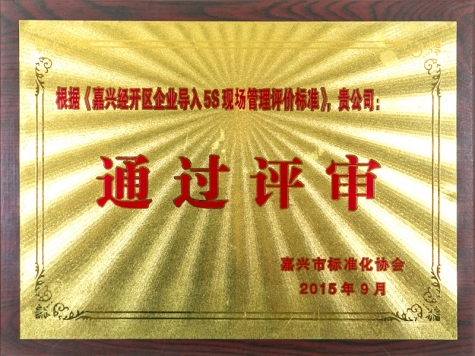 根据《嘉兴经开区企业导入5S现场管理评价标准》，贵公司：
通过评审
嘉兴市标准化协会
2015年9月